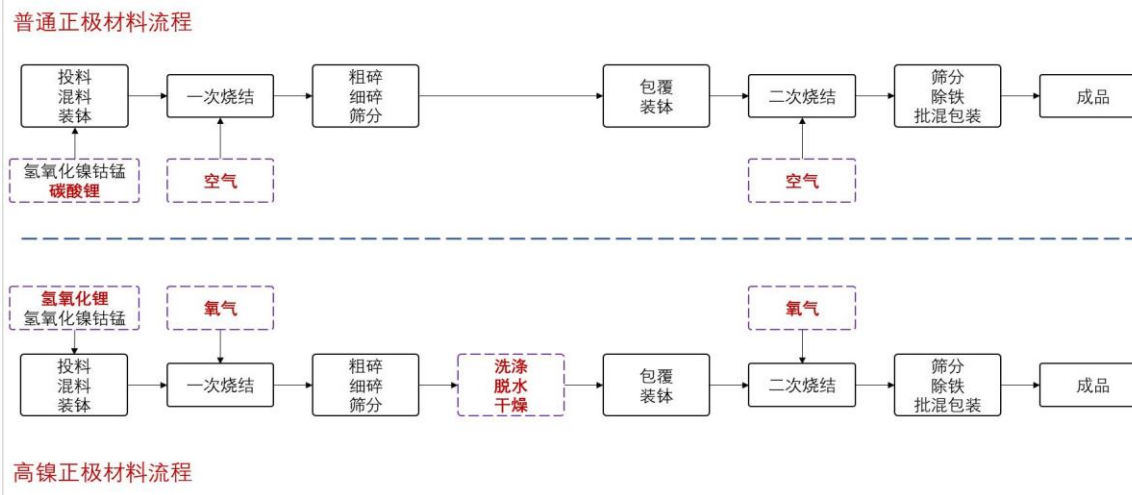 普通正极材料流程
投料
混料
装钵
一次烧结
粗碎
细碎
筛分
包覆
装钵
二次烧结
筛分
除铁
批混包装
成品
氢氧化镍钴锰
碳酸锂
空气
空气
氢氧化锂
氢氧化镍钴锰
氧气
氧气
投料
混料
装钵
一次烧结
粗碎
细碎
筛分
洗涤
脱水
干燥
包覆
装钵
二次烧结
筛分
除铁
批混包装
成品
高镍正极材料流程